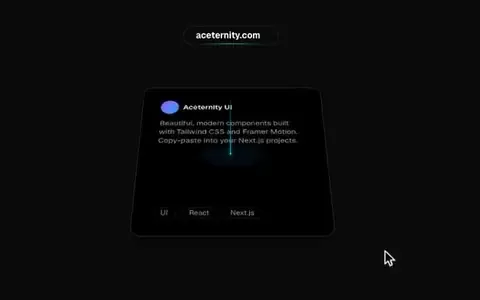 aceternity.com
Aceternity UI
Beautiful, modern components built
with Tailwind CSS and Framer Motion.
Copy-paste into your Next.js projects.
UI React Next.js